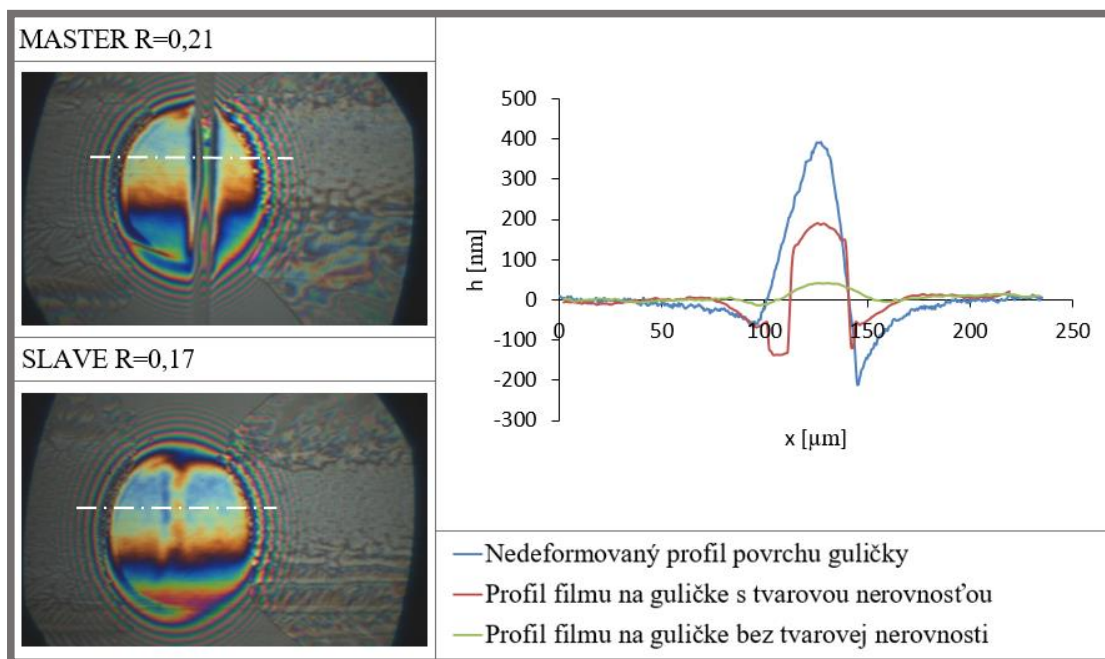 MASTER R=0,21
SLAVE R=0,17
500
400
300
200
100
0
-100
-200
-300
h [nm]
0 50 100 150 200 250
x [µm]
Nedeformovaný profil povrchu guličky
Profil filmu na guličke s tvarovou nerovnosťou
Profil filmu na guličke bez tvarovej nerovnosti